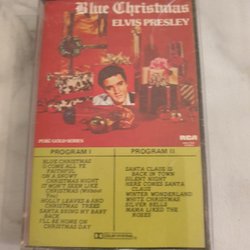 Blue Christmas
ELVIS PRESLEY
PURE GOLD SERIES
RCA
PROGRAM I
BLUE CHRISTMAS
O COME ALL YE
FAITHFUL
ON A SNOWY
CHRISTMAS NIGHT
IT WON'T SEEM LIKE
CHRISTMAS
HOLLY LEAVES AND
CHRISTMAS TREES
SANTA BRING MY BABY
BACK
I'LL BE HOME ON
CHRISTMAS DAY
PROGRAM II
SANTA CLAUS IS
BACK IN TOWN
SILENT NIGHT
HERE COMES SANTA
CLAUS
WINTER WONDERLAND
WHITE CHRISTMAS
SILVER BELLS
MAMA LIKED THE
ROSES
DOLBY SYSTEM